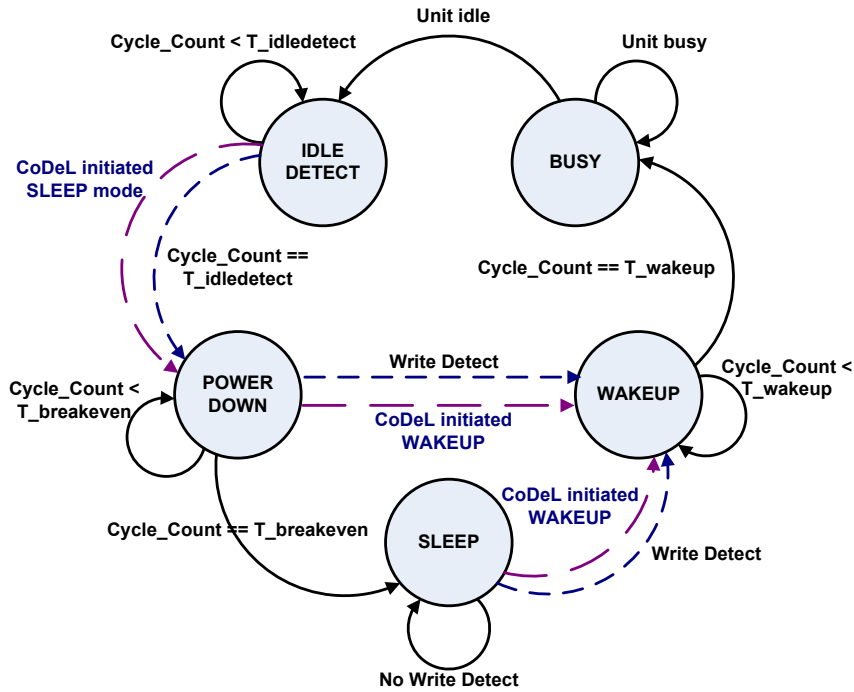 Unit idle
Cycle_Count < T_idledetect
Unit busy
IDLE
DETECT
BUSY
CoDeL initiated
SLEEP mode
Cycle_Count ==
T_idledetect
Cycle_Count == T_wakeup
Write Detect
Cycle_Count <
T_breakeven
POWER
DOWN
WAKEUP
Cycle_Count <
T_wakeup
CoDeL initiated
WAKEUP
CoDeL initiated
WAKEUP
Cycle_Count == T_breakeven
SLEEP
Write Detect
No Write Detect